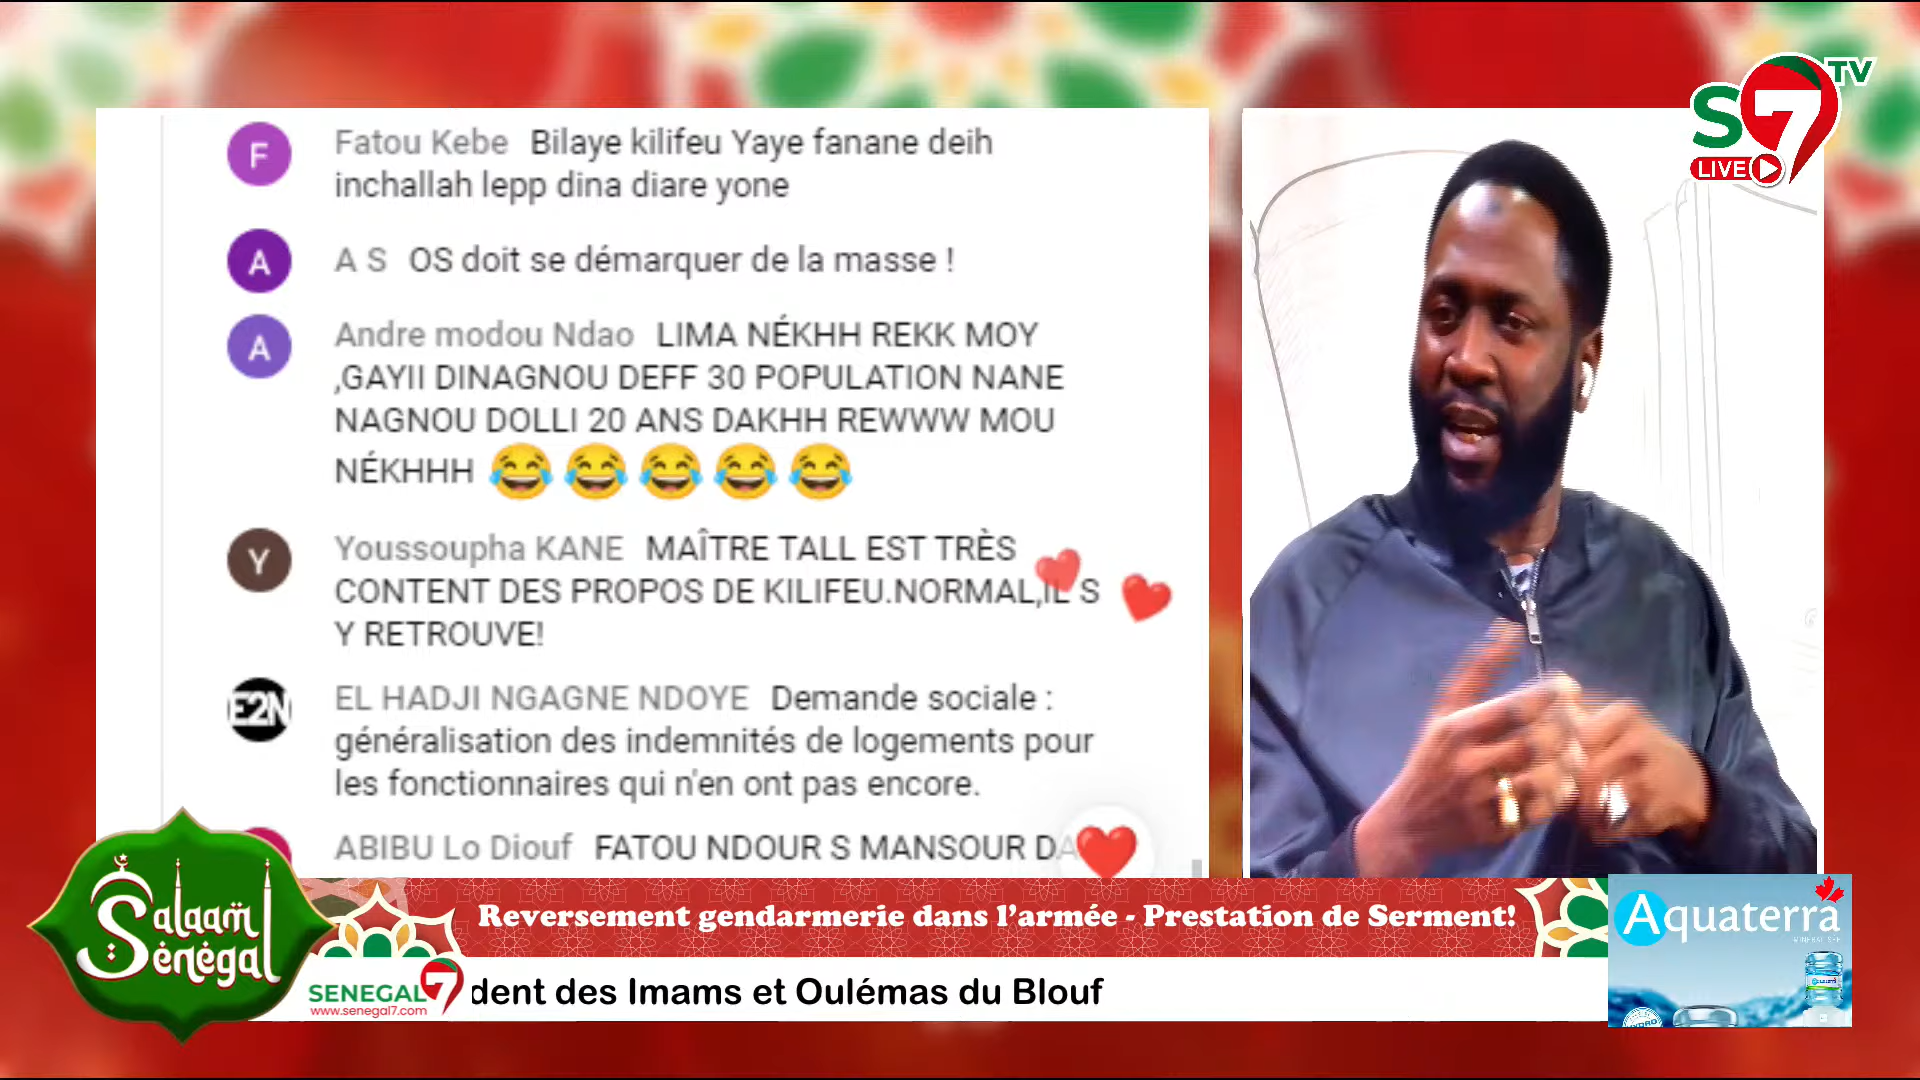 F
Fatou Kebe Bilaye kilifeu Yaye fanane deih
inchallah lepp dina diare yone
A
A S OS doit se démarquer de la masse !
A
Andre modou Ndao LIMA NÉKHH REKK MOY
,GAYII DINAGNOU DEFF 30 POPULATION NANE
NAGNOU DOLLI 20 ANS DAKHH REWWW MOU
NÉKHHH
Y
Youssoupha KANE MAÎTRE TALL EST TRÈS
CONTENT DES PROPOS DE KILIFEU.NORMAL,IL S
Y RETROUVE!
E2N
EL HADJI NGAGNE NDOYE Demande sociale :
généralisation des indemnités de logements pour
les fonctionnaires qui n'en ont pas encore.
ABIBU Lo Diouf FATOU NDOUR S MANSOUR DA
S7 TV
LIVE
Salaam
Sénégal
Reversement gendarmerie dans l'armée - Prestation de Serment!
SENEGAL7
www.senegal7.com
dent des Imams et Oulémas du Blouf
Aquaterra